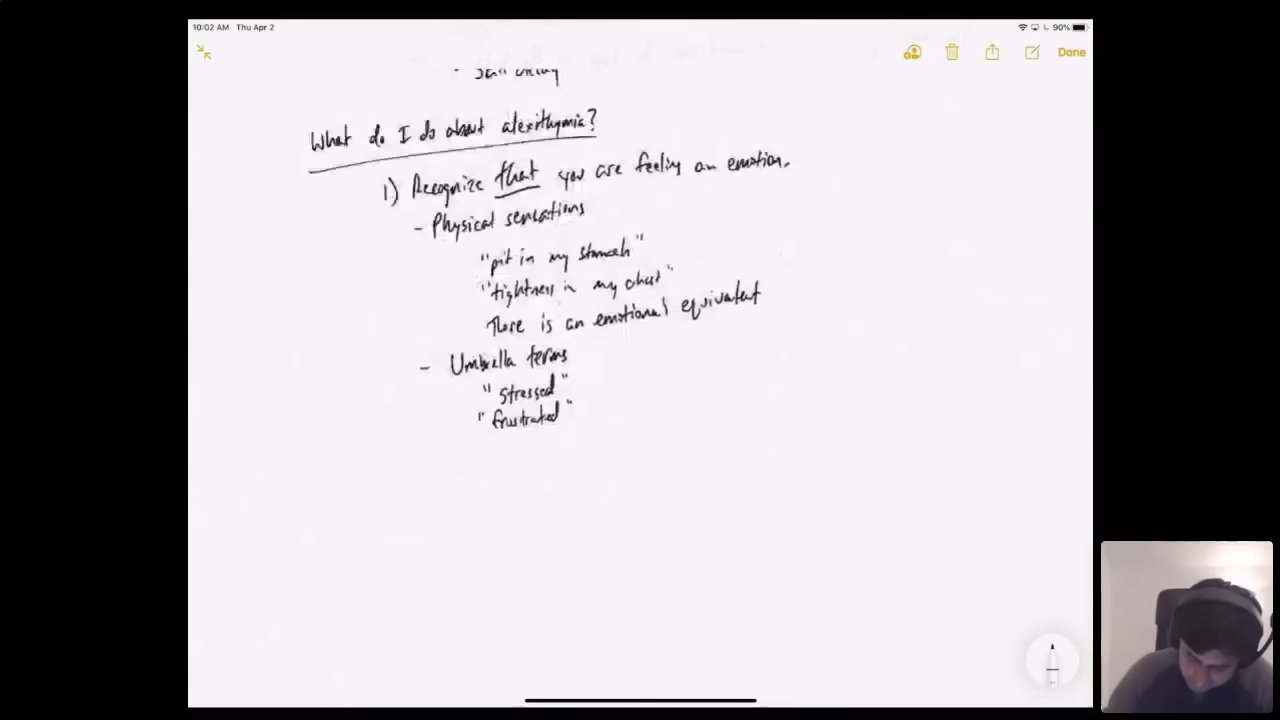 10:02 AM Thu Apr 2
90%
Done
What do I do about alexithymia?
1) Recognize that you are feeling an emotion.
- Physical sensations
"pit in my stomach"
"tightness in my chest"
There is an emotional equivalent
- Umbrella terms
"stressed"
"frustrated"